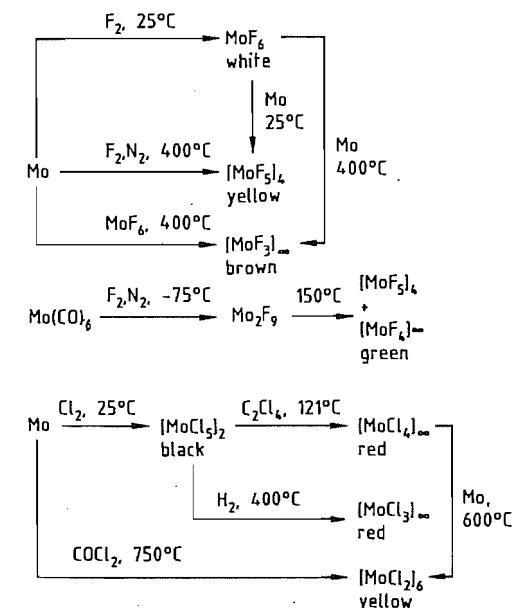 F₂, 25°C
MoF₆
white
Mo
25°C
Mo
400°C
F₂,N₂, 400°C
Mo
[MoF₅]₄
yellow
MoF₆, 400°C
[MoF₃]∞
brown
F₂,N₂, -75°C
150°C
[MoF₅]₄
+
Mo(CO)₆
Mo₂F₉
[MoF₄]∞
green
Cl₂, 25°C
C₂Cl₄, 121°C
Mo
[MoCl₅]₂
black
[MoCl₄]∞
red
H₂, 400°C
Mo,
600°C
[MoCl₃]∞
red
COCl₂, 750°C
[MoCl₂]₆
yellow